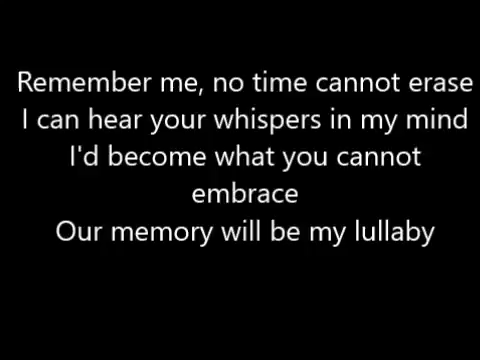 Remember me, no time cannot erase
I can hear your whispers in my mind
I'd become what you cannot
embrace
Our memory will be my lullaby